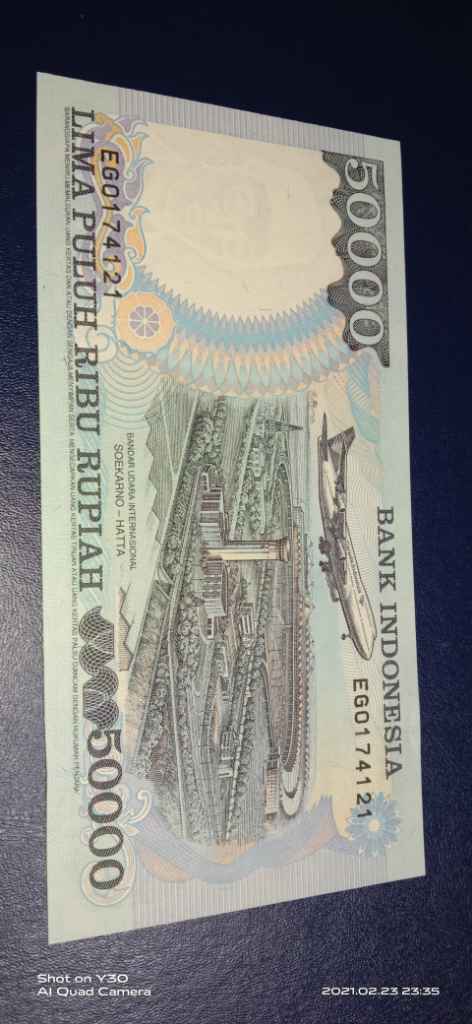 50000
BANK INDONESIA
EG0174121
BANDAR UDARA INTERNASIONAL
SOEKARNO – HATTA
EG0174121
LIMA PULUH RIBU RUPIAH 50000
Shot on Y30
AI Quad Camera
2021.02.23 23:35